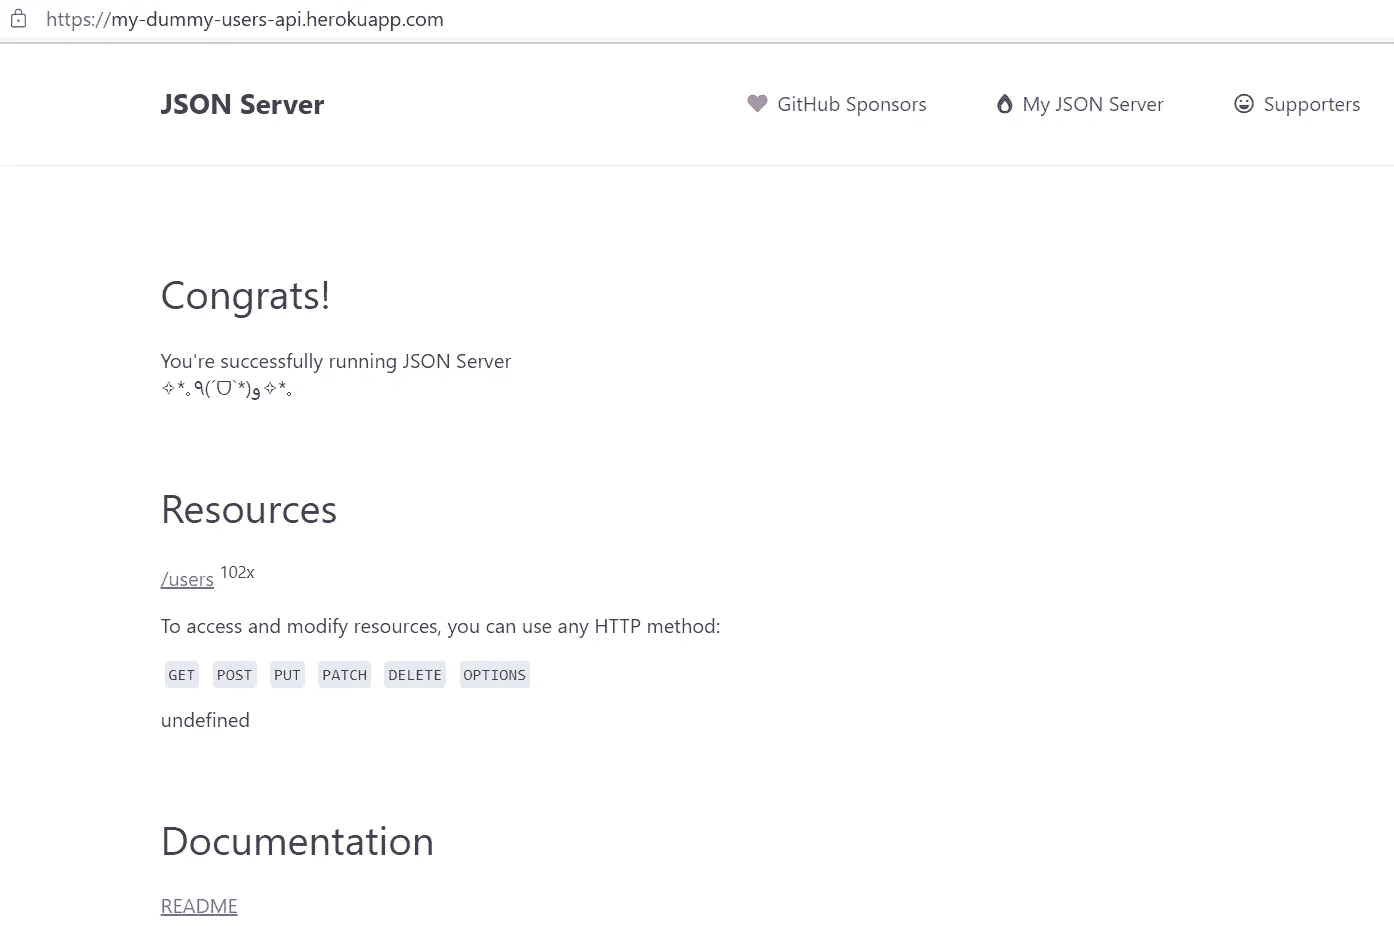 https://my-dummy-users-api.herokuapp.com
JSON Server
GitHub Sponsors
My JSON Server
Supporters
Congrats!
You're successfully running JSON Server
✧*｡٩(ˊᗜˋ*)و✧*｡
Resources
/users 102x
To access and modify resources, you can use any HTTP method:
GET POST PUT PATCH DELETE OPTIONS
undefined
Documentation
README